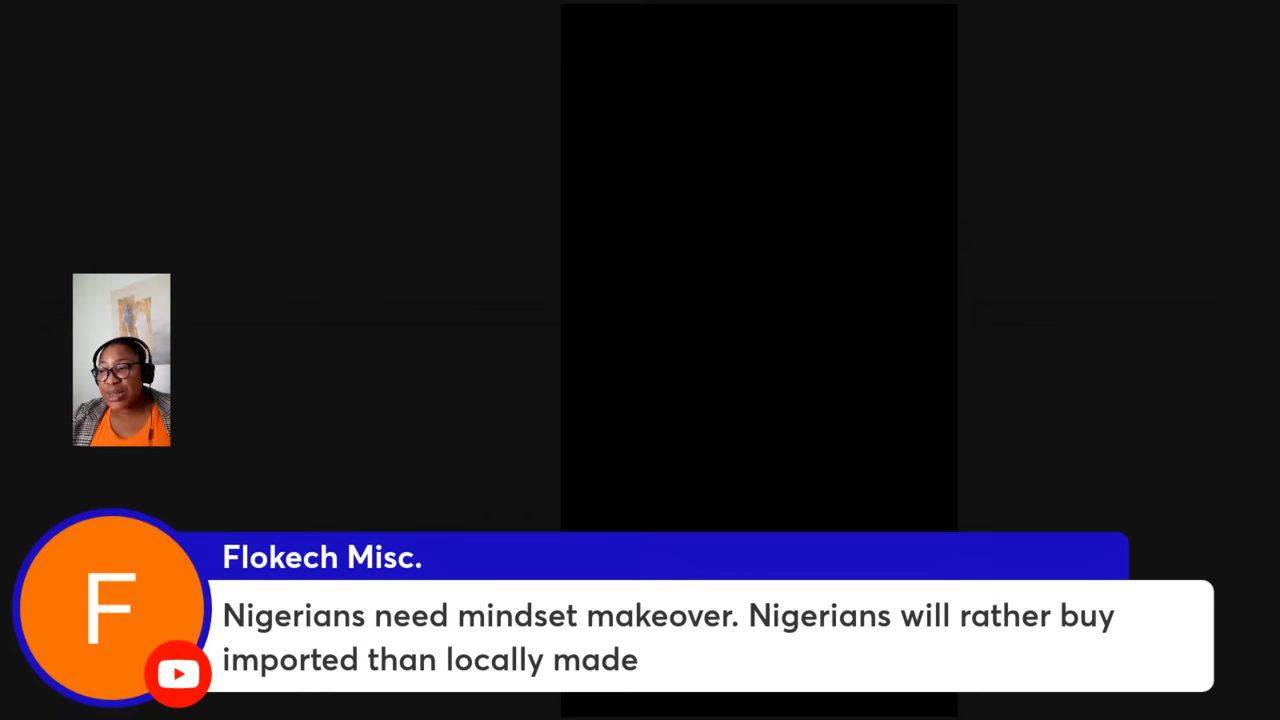 F
Flokech Misc.
Nigerians need mindset makeover. Nigerians will rather buy
imported than locally made